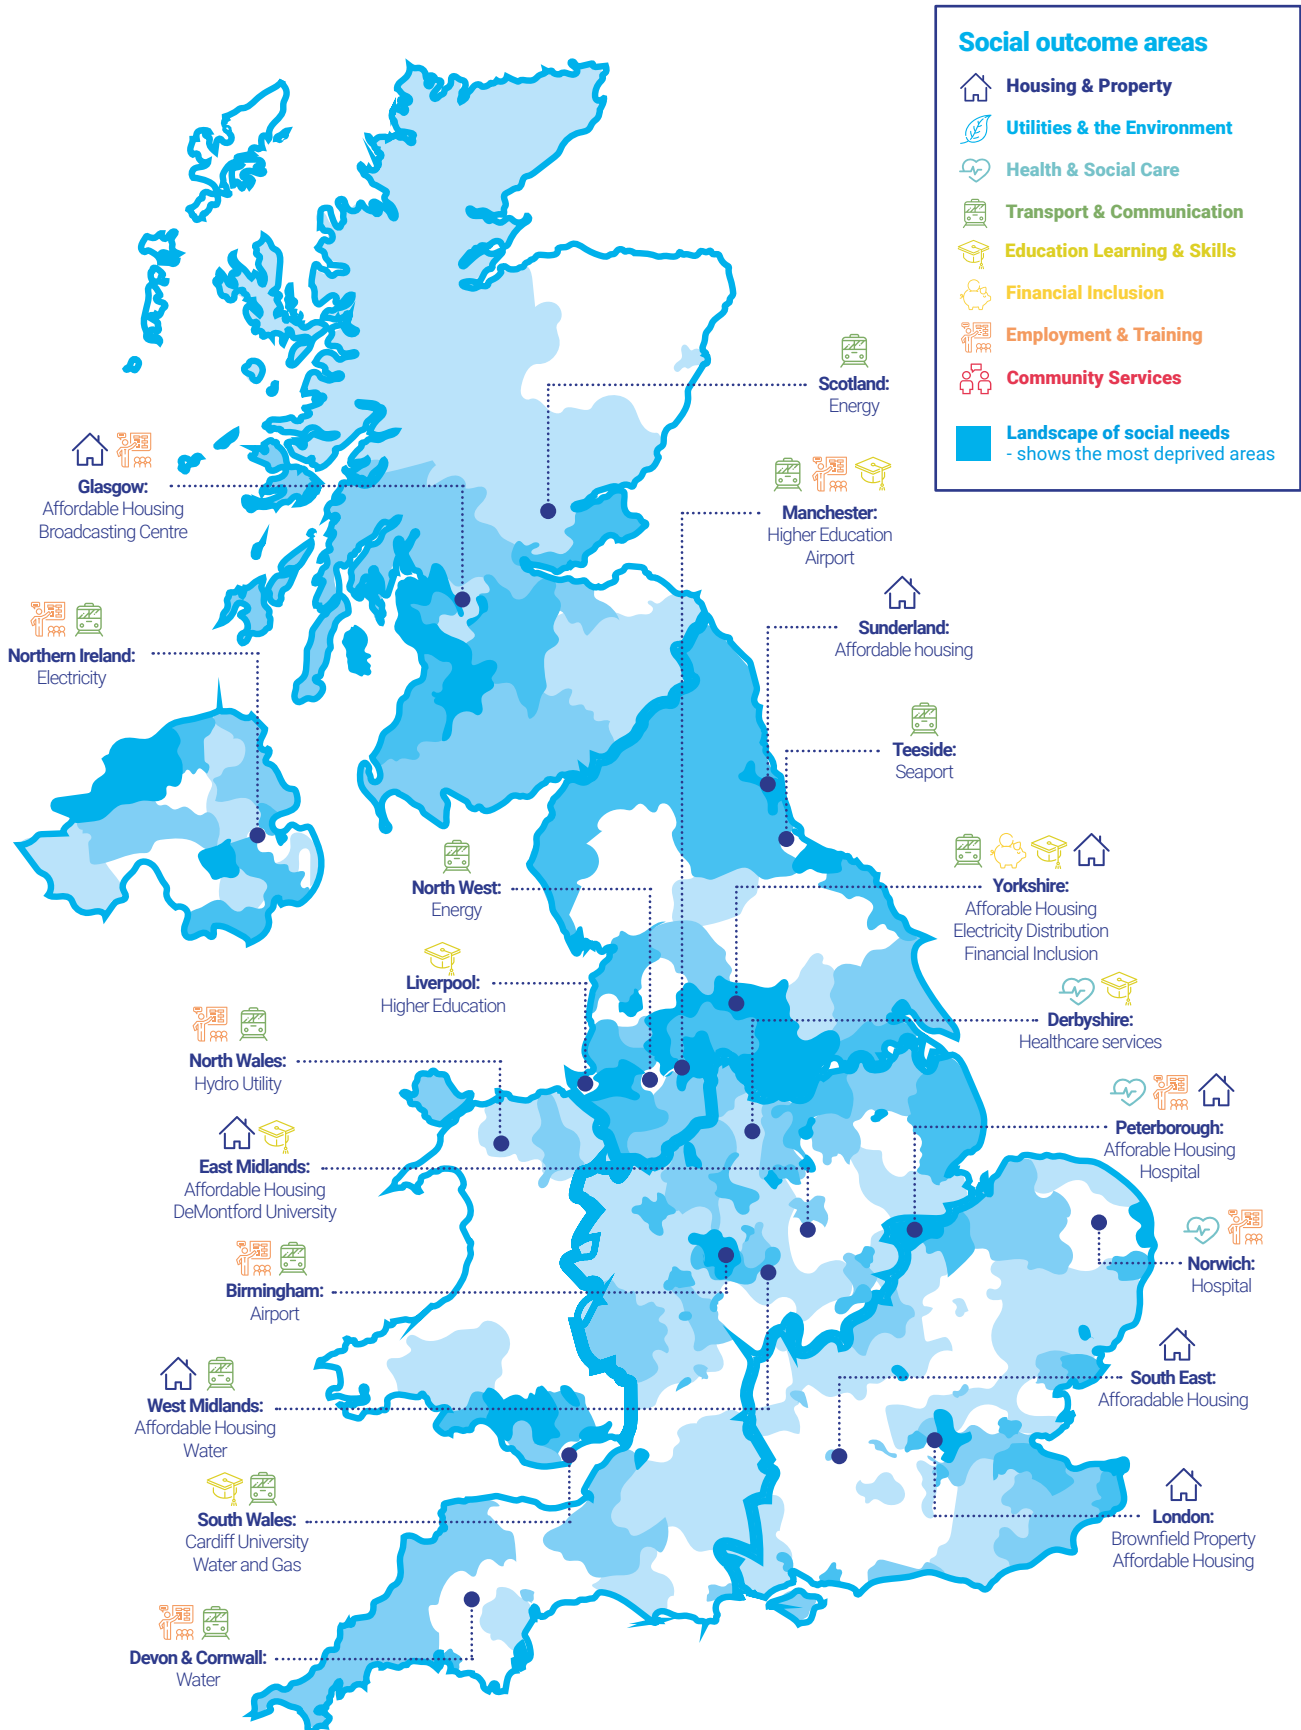 Social outcome areas
Housing & Property
Utilities & the Environment
Health & Social Care
Transport & Communication
Education Learning & Skills
Financial Inclusion
Employment & Training
Community Services
Landscape of social needs
- shows the most deprived areas
Scotland:
Energy
Glasgow:
Affordable Housing
Broadcasting Centre
Manchester:
Higher Education
Airport
Sunderland:
Affordable housing
Northern Ireland:
Electricity
Teeside:
Seaport
North West:
Energy
Yorkshire:
Afforable Housing
Electricity Distribution
Financial Inclusion
Liverpool:
Higher Education
Derbyshire:
Healthcare services
North Wales:
Hydro Utility
Peterborough:
Afforable Housing
Hospital
East Midlands:
Affordable Housing
DeMontford University
Norwich:
Hospital
Birmingham:
Airport
South East:
Afforadable Housing
West Midlands:
Affordable Housing
Water
London:
Brownfield Property
Affordable Housing
South Wales:
Cardiff University
Water and Gas
Devon & Cornwall:
Water